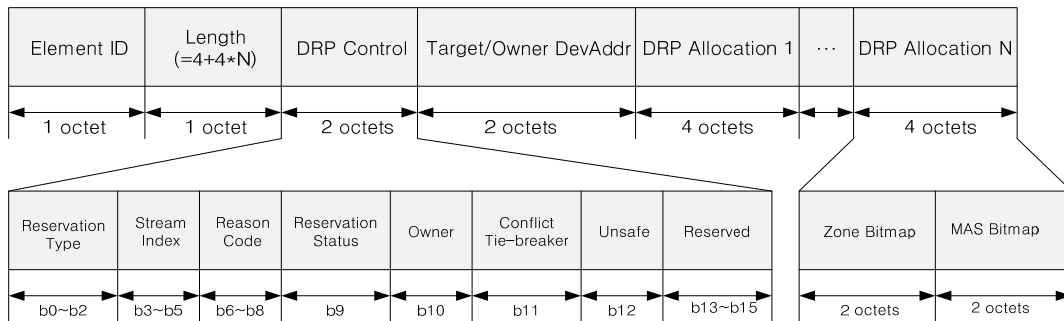 Element ID
Length
(=4+4*N)
DRP Control
Target/Owner DevAddr
DRP Allocation 1
···
DRP Allocation N
1 octet
1 octet
2 octets
2 octets
4 octets
4 octets
Reservation
Type
Stream
Index
Reason
Code
Reservation
Status
Owner
Conflict
Tie-breaker
Unsafe
Reserved
Zone Bitmap
MAS Bitmap
b0~b2
b3~b5
b6~b8
b9
b10
b11
b12
b13~b15
2 octets
2 octets